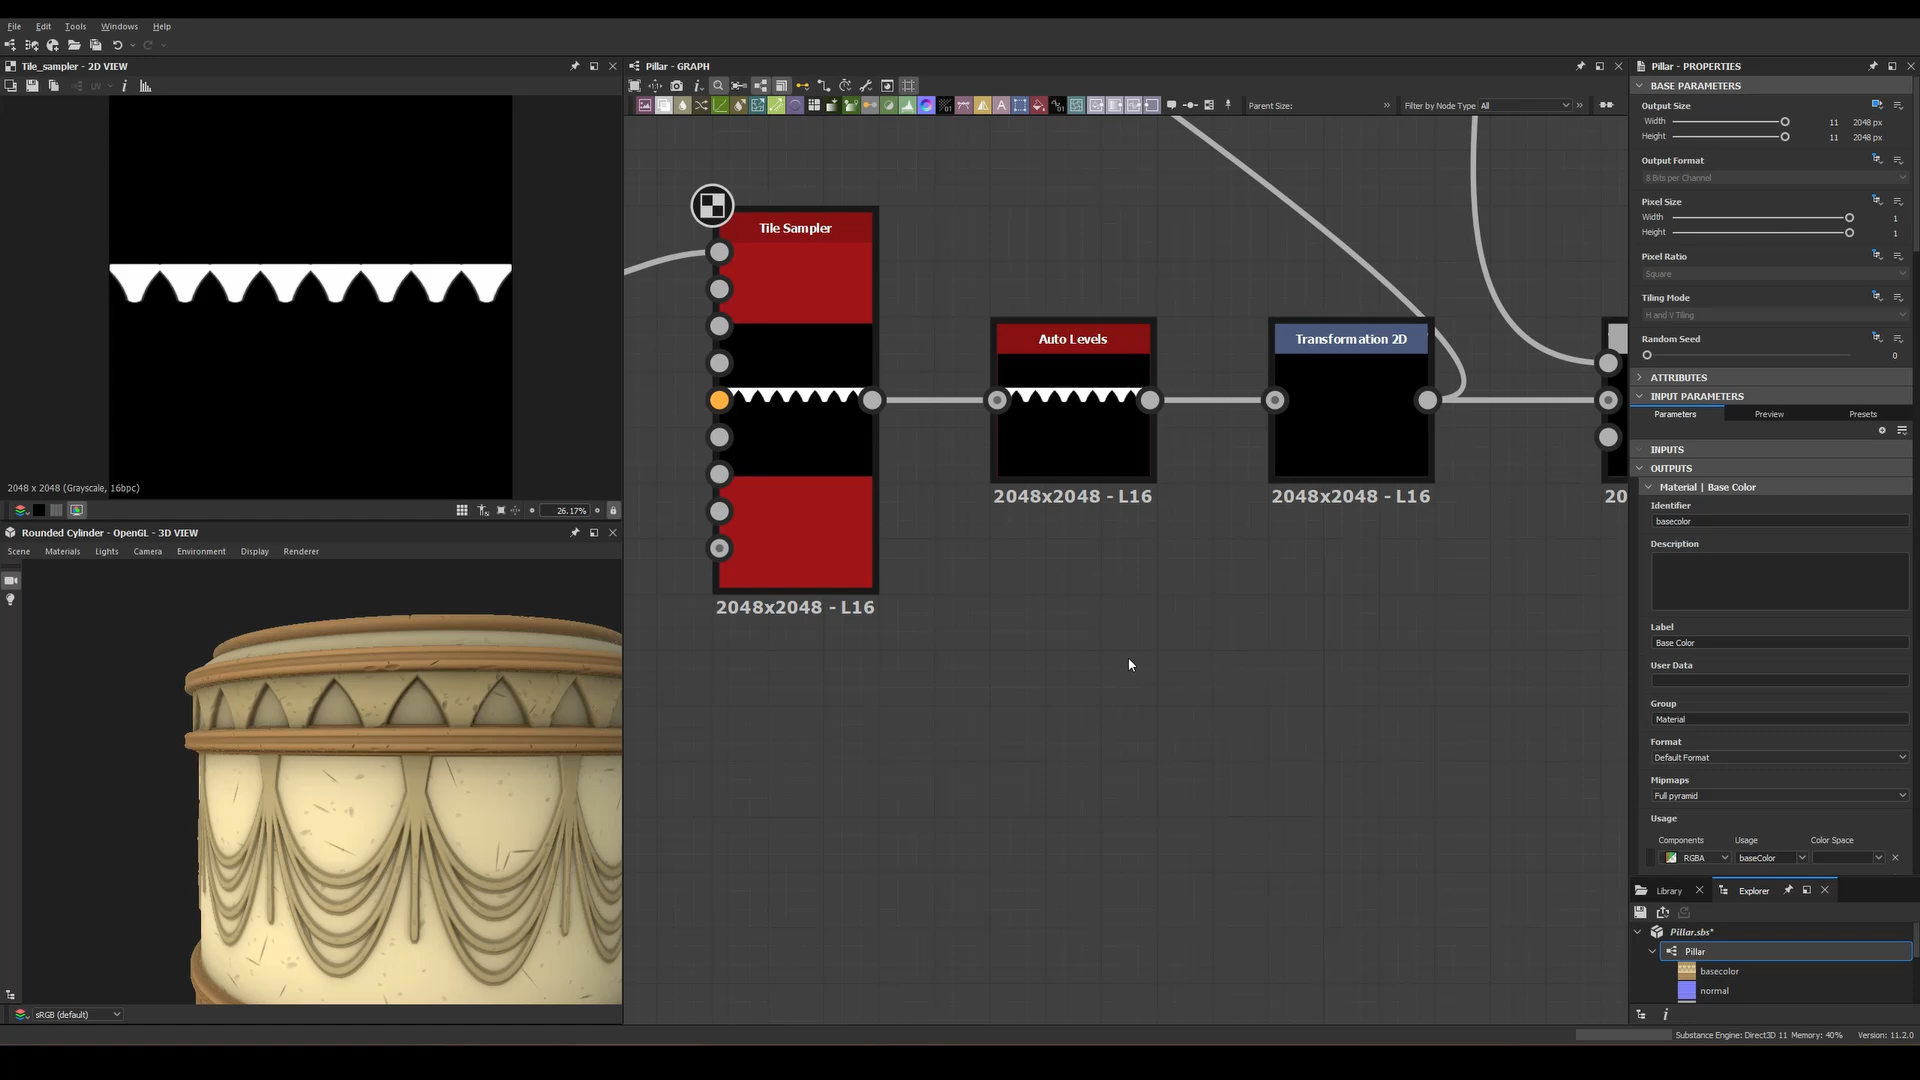 File Edit Tools Windows Help
Tile_sampler - 2D VIEW
UV
2048 x 2048 (Grayscale, 16bpc)
26.17%
Rounded Cylinder - OpenGL - 3D VIEW
Scene Materials Lights Camera Environment Display Renderer
sRGB (default)
Pillar - GRAPH
Parent Size:
Filter by Node Type All
Tile Sampler
2048x2048 - L16
Auto Levels
2048x2048 - L16
Transformation 2D
2048x2048 - L16
20
Pillar - PROPERTIES
BASE PARAMETERS
Output Size
Width 11 2048 px
Height 11 2048 px
Output Format
8 Bits per Channel
Pixel Size
Width 1
Height 1
Pixel Ratio
Square
Tiling Mode
H and V Tiling
Random Seed
0
ATTRIBUTES
INPUT PARAMETERS
Parameters Preview Presets
INPUTS
OUTPUTS
Material | Base Color
Identifier
basecolor
Description
Label
Base Color
User Data
Group
Material
Format
Default Format
Mipmaps
Full pyramid
Usage
Components Usage Color Space
RGBA baseColor
Library Explorer
Pillar.sbs*
Pillar
basecolor
normal
Substance Engine: Direct3D 11 Memory: 40% Version: 11.2.0